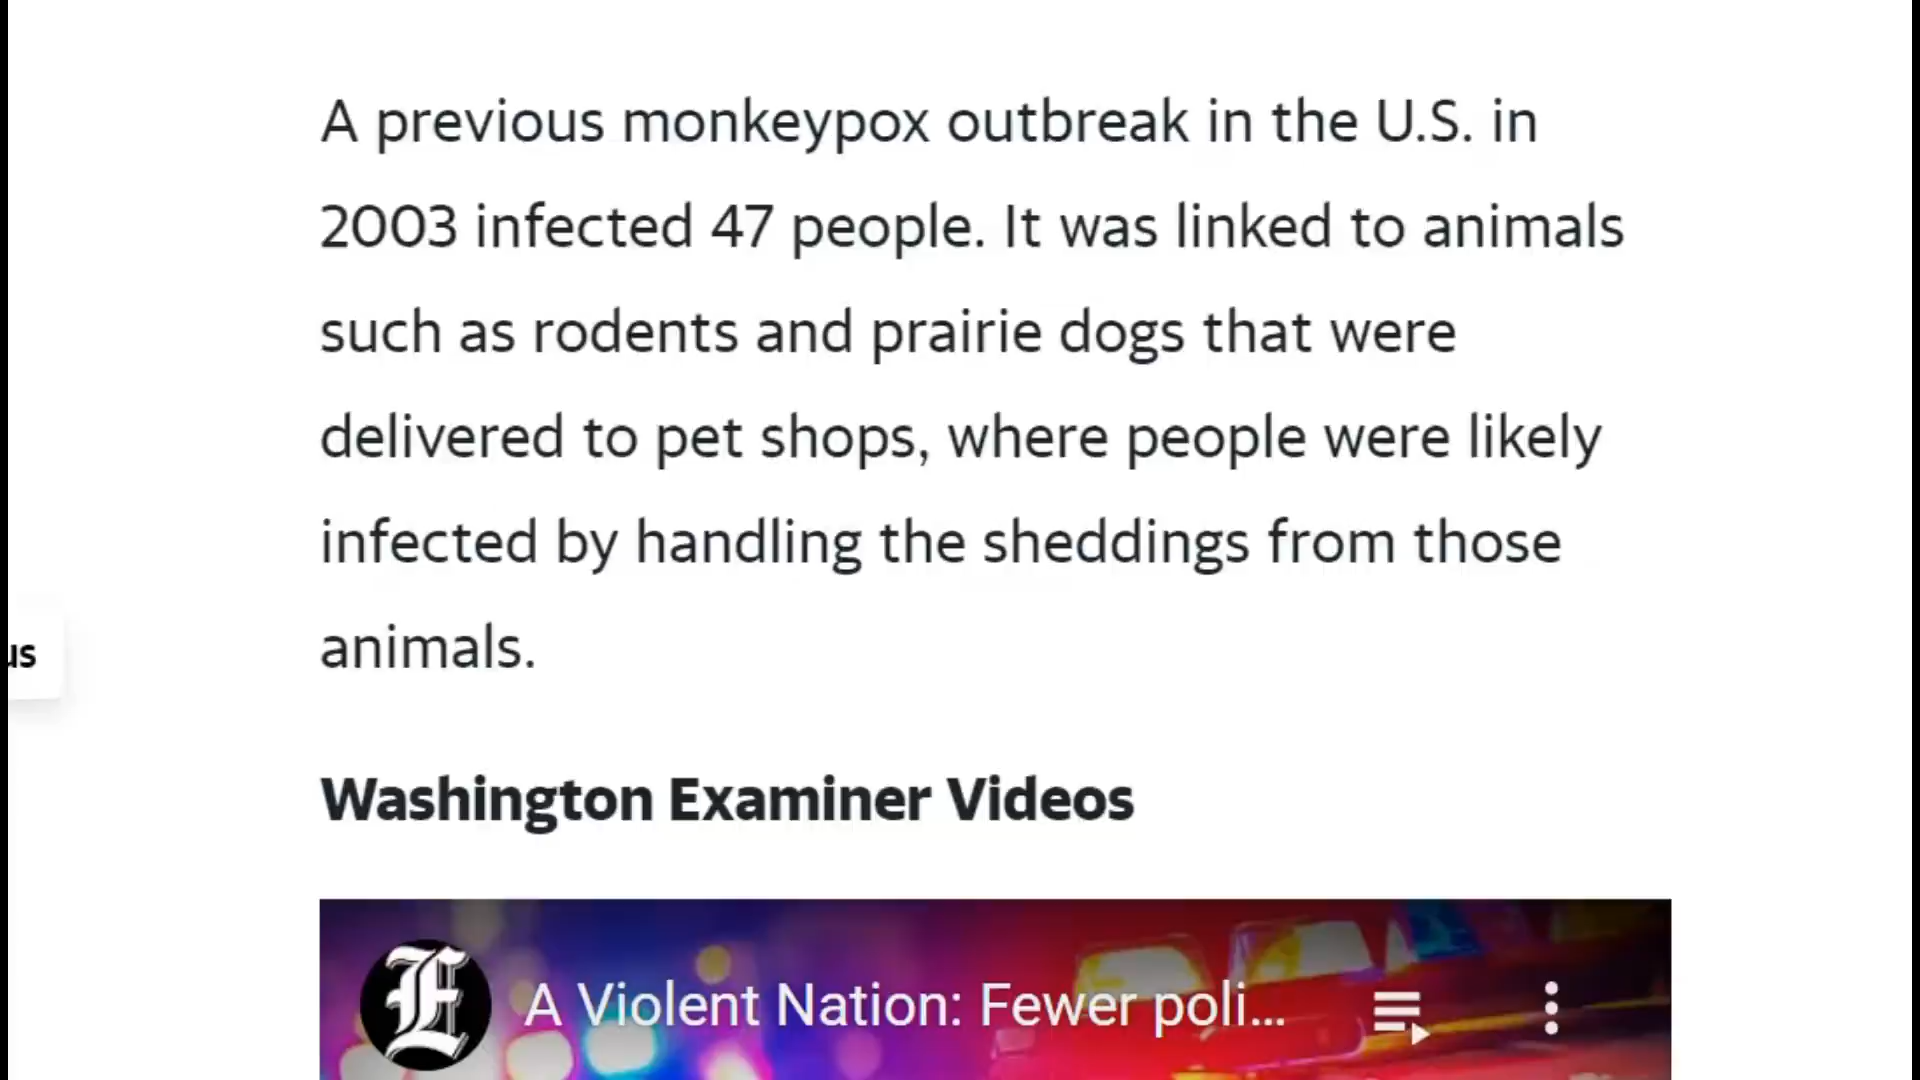 A previous monkeypox outbreak in the U.S. in
2003 infected 47 people. It was linked to animals
such as rodents and prairie dogs that were
delivered to pet shops, where people were likely
infected by handling the sheddings from those
animals.
us
Washington Examiner Videos
E
A Violent Nation: Fewer poli...